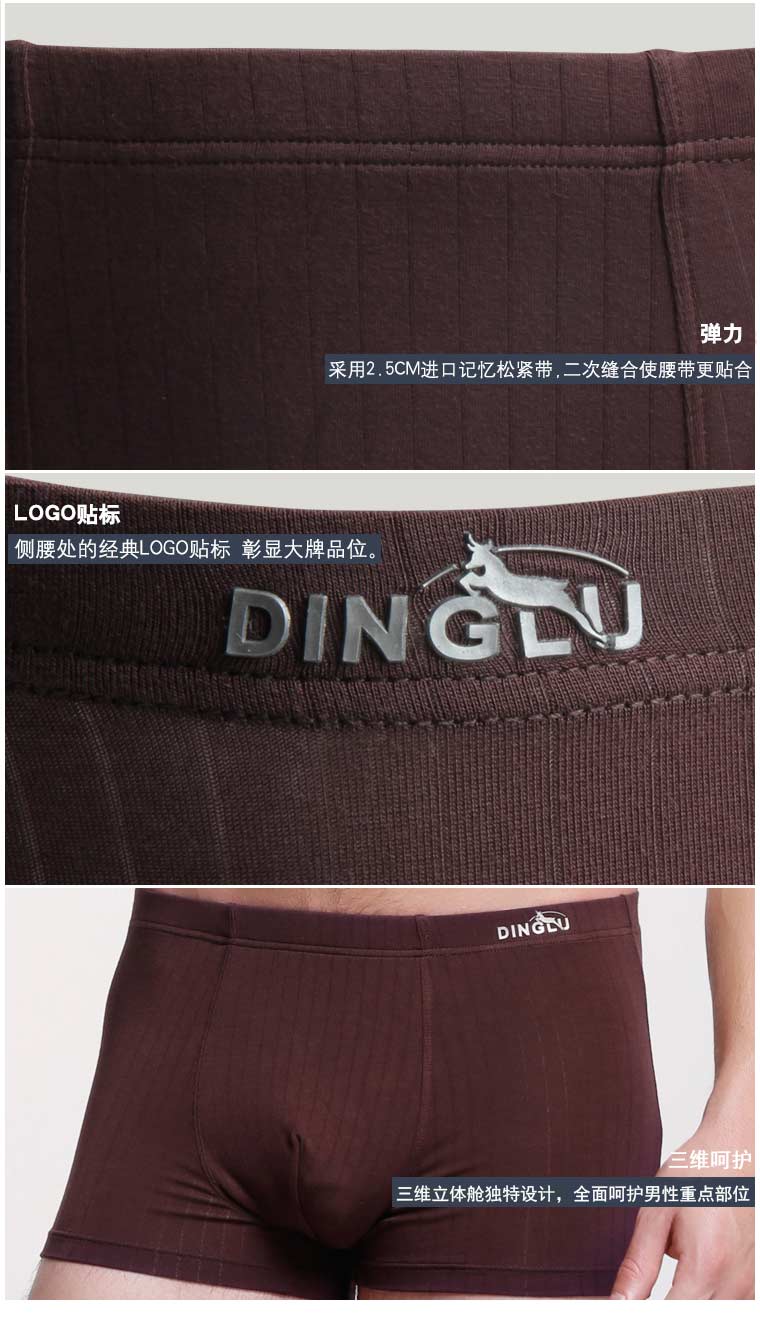 弹力
采用2.5CM进口记忆松紧带,二次缝合使腰带更贴合
LOGO贴标
侧腰处的经典LOGO贴标 彰显大牌品位。
DINGLU
DINGLU
三维呵护
三维立体舱独特设计，全面呵护男性重点部位